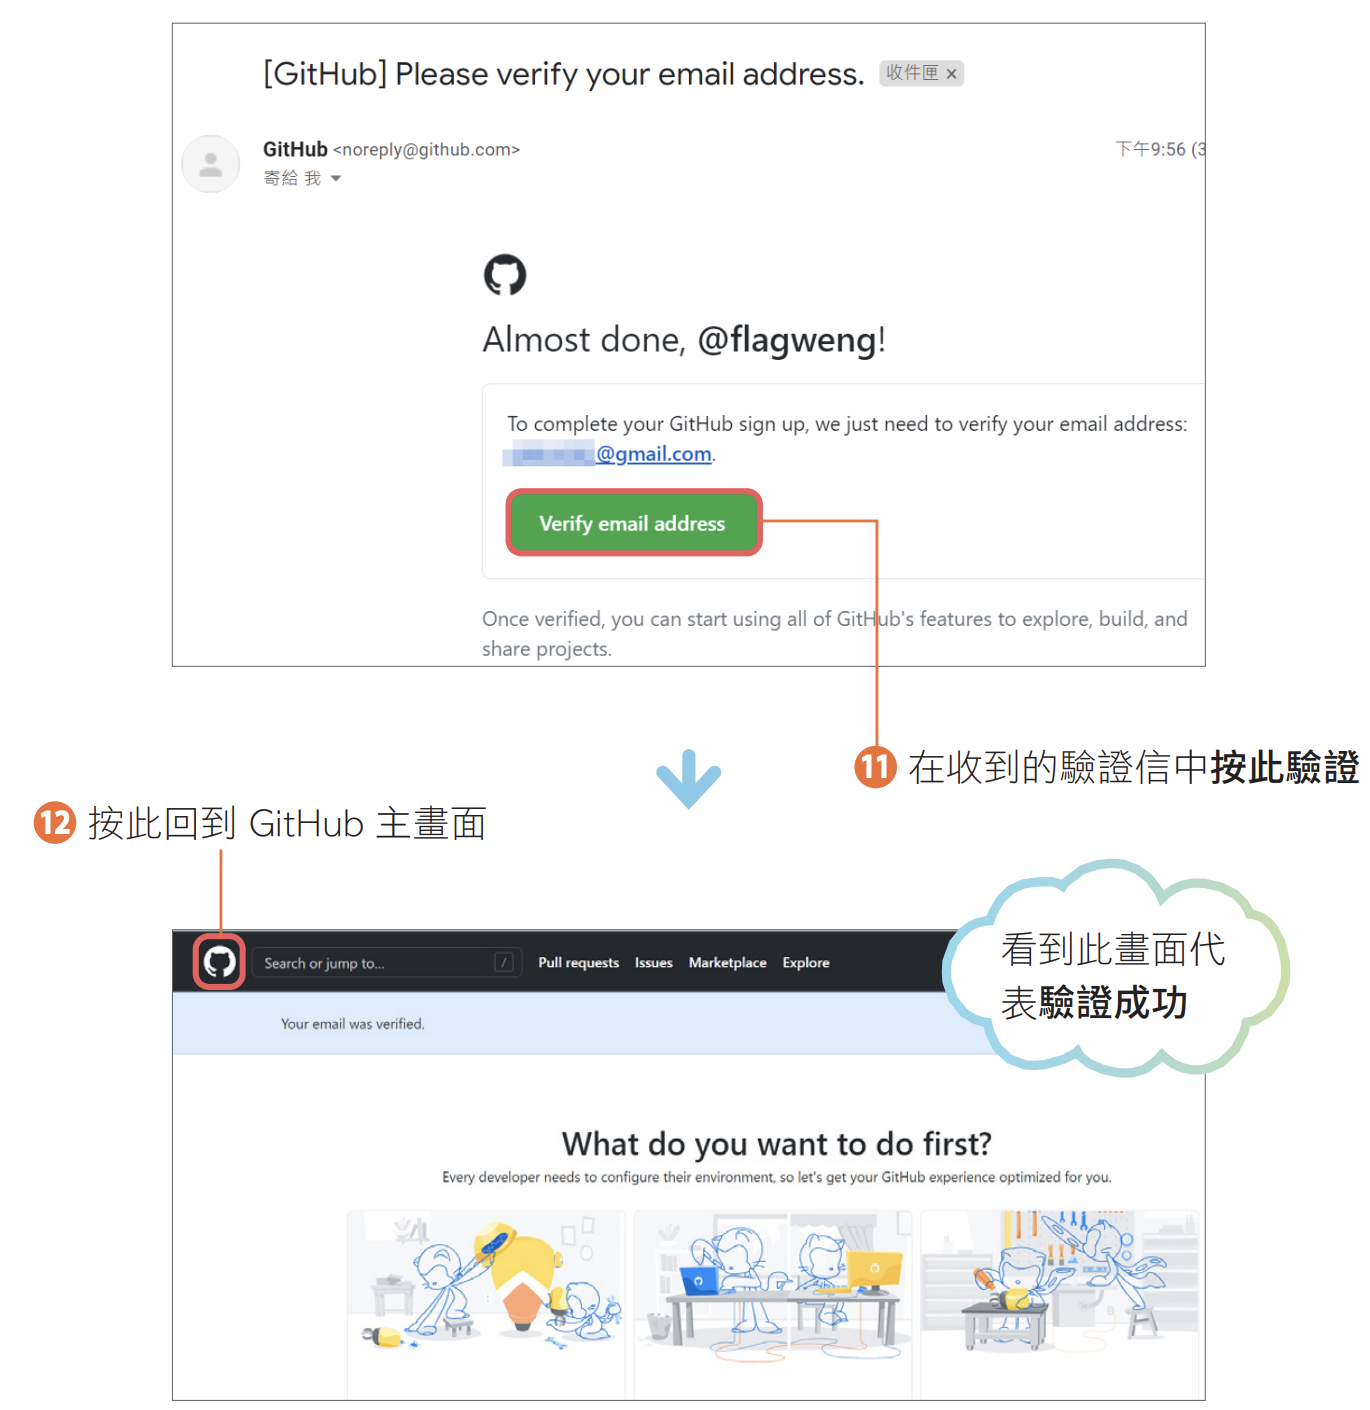 [GitHub] Please verify your email address. 收件匣 x
GitHub <noreply@github.com>
下午9:56 (3
寄給 我
Almost done, @flagweng!
To complete your GitHub sign up, we just need to verify your email address:
@gmail.com.
Verify email address
Once verified, you can start using all of GitHub's features to explore, build, and
share projects.
11 在收到的驗證信中按此驗證
12 按此回到 GitHub 主畫面
看到此畫面代
表驗證成功
Search or jump to... / Pull requests Issues Marketplace Explore
Your email was verified.
What do you want to do first?
Every developer needs to configure their environment, so let's get your GitHub experience optimized for you.